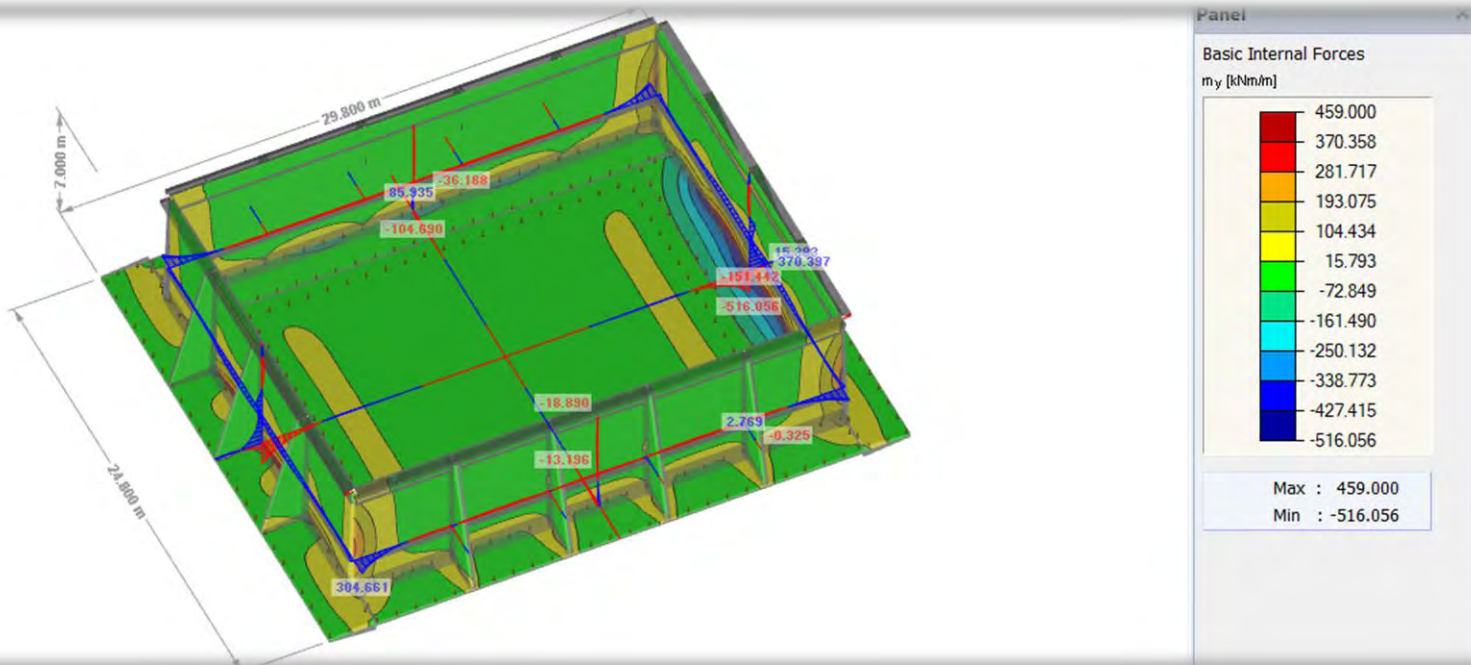 Panel
Basic Internal Forces
my [kNm/m]
459.000
370.358
281.717
193.075
104.434
15.793
-72.849
-161.490
-250.132
-338.773
-427.415
-516.056
Max : 459.000
Min : -516.056
29.800 m
7.000 m
85.935
-36.188
-104.690
370.397
-151.442
-516.056
-18.890
2.769
-0.325
-13.196
24.800 m
304.661